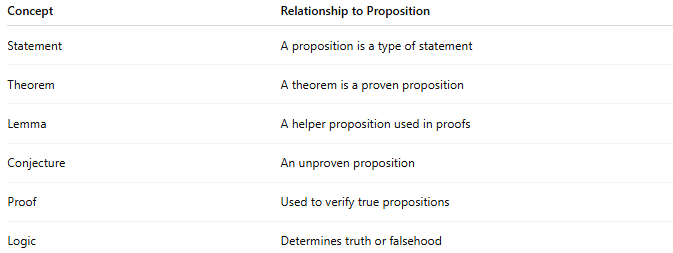 Concept Relationship to Proposition
Statement A proposition is a type of statement
Theorem A theorem is a proven proposition
Lemma A helper proposition used in proofs
Conjecture An unproven proposition
Proof Used to verify true propositions
Logic Determines truth or falsehood